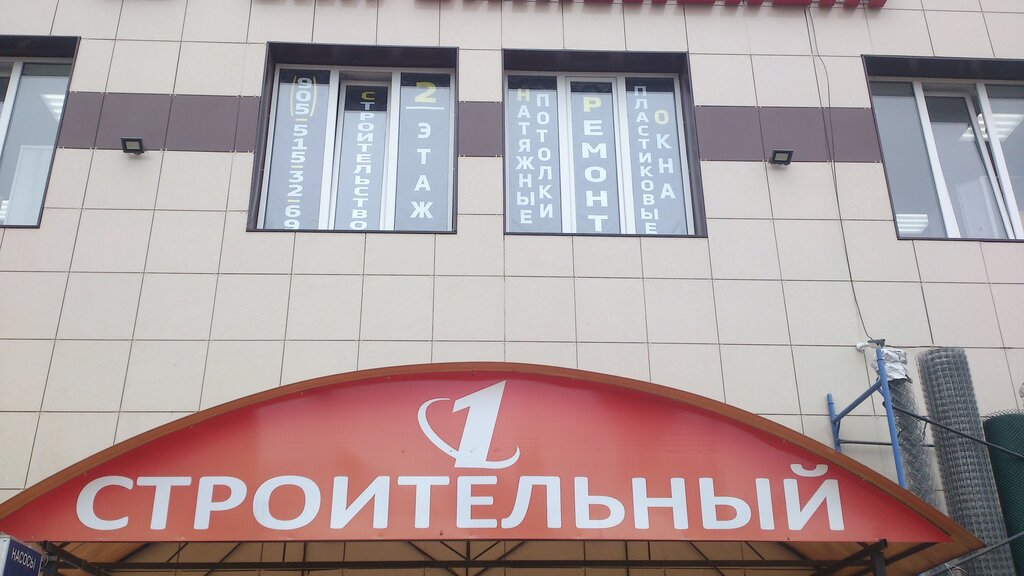 (905-515-32-69
СТРОИТЕЛЬСТВО
2 ЭТАЖ
НАТЯЖНЫЕ
ПОТОЛКИ
РЕМОНТ
ПЛАСТИКОВЫЕ
ОКНА
1
СТРОИТЕЛЬНЫЙ
НАСОСЫ